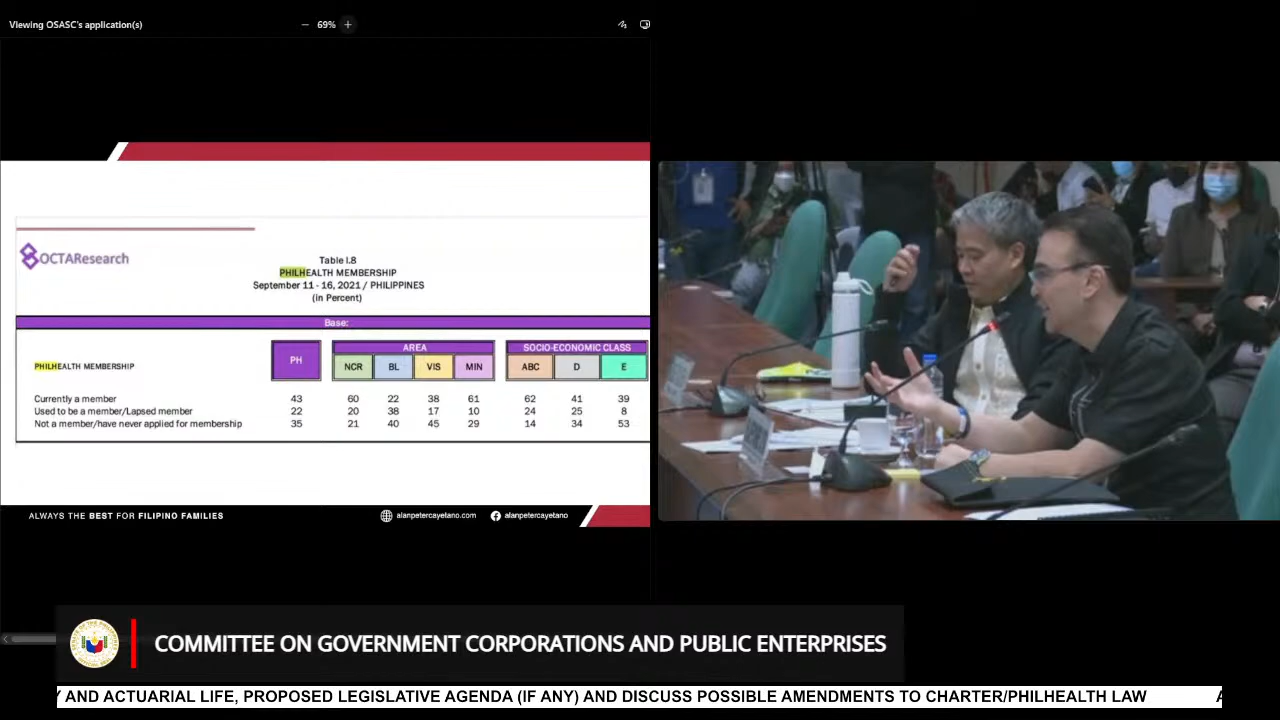 Viewing OSASC's application(s)
69%
OCTAResearch
Table I.8
PHILHEALTH MEMBERSHIP
September 11 - 16, 2021 / PHILIPPINES
(in Percent)
Base:
PHILHEALTH MEMBERSHIP
PH
AREA
SOCIO-ECONOMIC CLASS
NCR BL VIS MIN ABC D E
Currently a member 43 60 22 38 61 62 41 39
Used to be a member/Lapsed member 22 20 38 17 10 24 25 8
Not a member/have never applied for membership 35 21 40 45 29 14 34 53
ALWAYS THE BEST FOR FILIPINO FAMILIES
alanpetercayetano.com
alanpetercayetano
COMMITTEE ON GOVERNMENT CORPORATIONS AND PUBLIC ENTERPRISES
Y AND ACTUARIAL LIFE, PROPOSED LEGISLATIVE AGENDA (IF ANY) AND DISCUSS POSSIBLE AMENDMENTS TO CHARTER/PHILHEALTH LAW